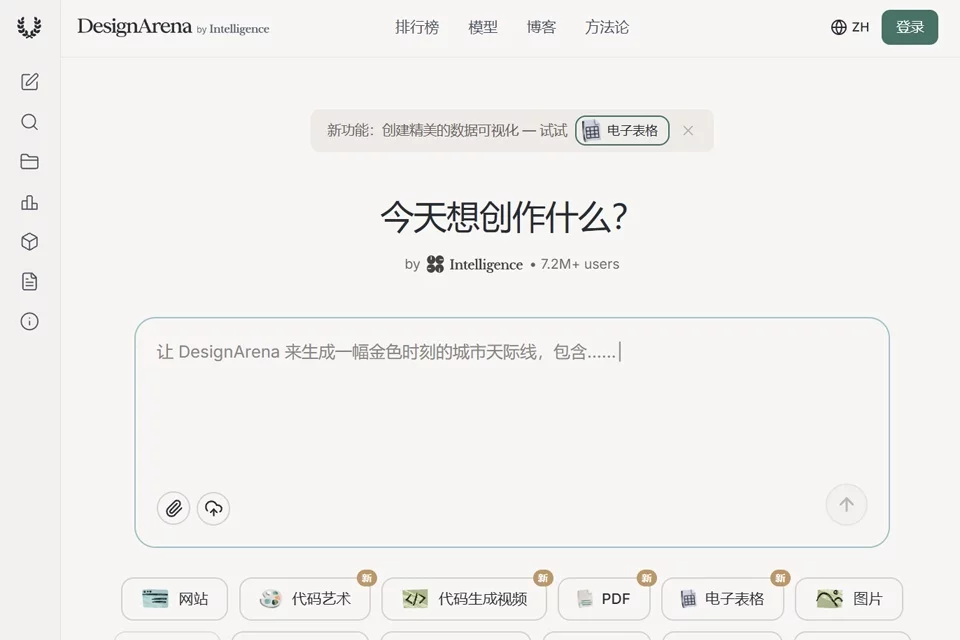 DesignArena by Intelligence
排行榜 模型 博客 方法论
ZH 登录
新功能：创建精美的数据可视化 — 试试 电子表格
今天想创作什么？
by Intelligence • 7.2M+ users
让 DesignArena 来生成一幅金色时刻的城市天际线，包含......
网站
代码艺术 新
代码生成视频 新
PDF 新
电子表格 新
图片